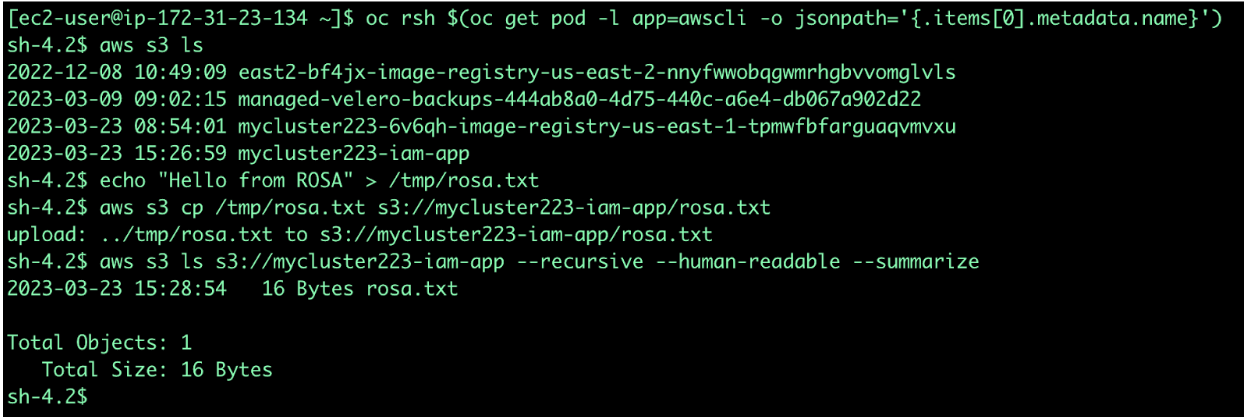 [ec2-user@ip-172-31-23-134 ~]$ oc rsh $(oc get pod -l app=awscli -o jsonpath='{.items[0].metadata.name}')
sh-4.2$ aws s3 ls
2022-12-08 10:49:09 east2-bf4jx-image-registry-us-east-2-nnyfwwobqgwmrhgbvvomglvls
2023-03-09 09:02:15 managed-velero-backups-444ab8a0-4d75-440c-a6e4-db067a902d22
2023-03-23 08:54:01 mycluster223-6v6qh-image-registry-us-east-1-tpmwfbfarguaqvmvxu
2023-03-23 15:26:59 mycluster223-iam-app
sh-4.2$ echo "Hello from ROSA" > /tmp/rosa.txt
sh-4.2$ aws s3 cp /tmp/rosa.txt s3://mycluster223-iam-app/rosa.txt
upload: ../tmp/rosa.txt to s3://mycluster223-iam-app/rosa.txt
sh-4.2$ aws s3 ls s3://mycluster223-iam-app --recursive --human-readable --summarize
2023-03-23 15:28:54   16 Bytes rosa.txt

Total Objects: 1
   Total Size: 16 Bytes
sh-4.2$